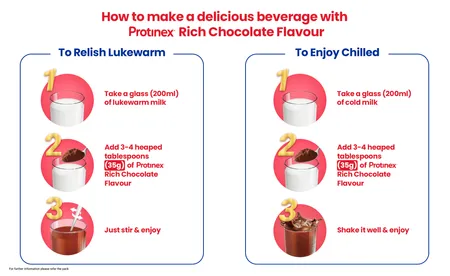 How to make a delicious beverage with
Protinex Rich Chocolate Flavour
To Relish Lukewarm
1
Take a glass (200ml)
of lukewarm milk
2
Add 3-4 heaped
tablespoons
(35g) of Protinex
Rich Chocolate
Flavour
3
Just stir & enjoy
To Enjoy Chilled
1
Take a glass (200ml)
of cold milk
2
Add 3-4 heaped
tablespoons
(35g) of Protinex
Rich Chocolate
Flavour
3
Shake it well & enjoy
For further information please refer the pack